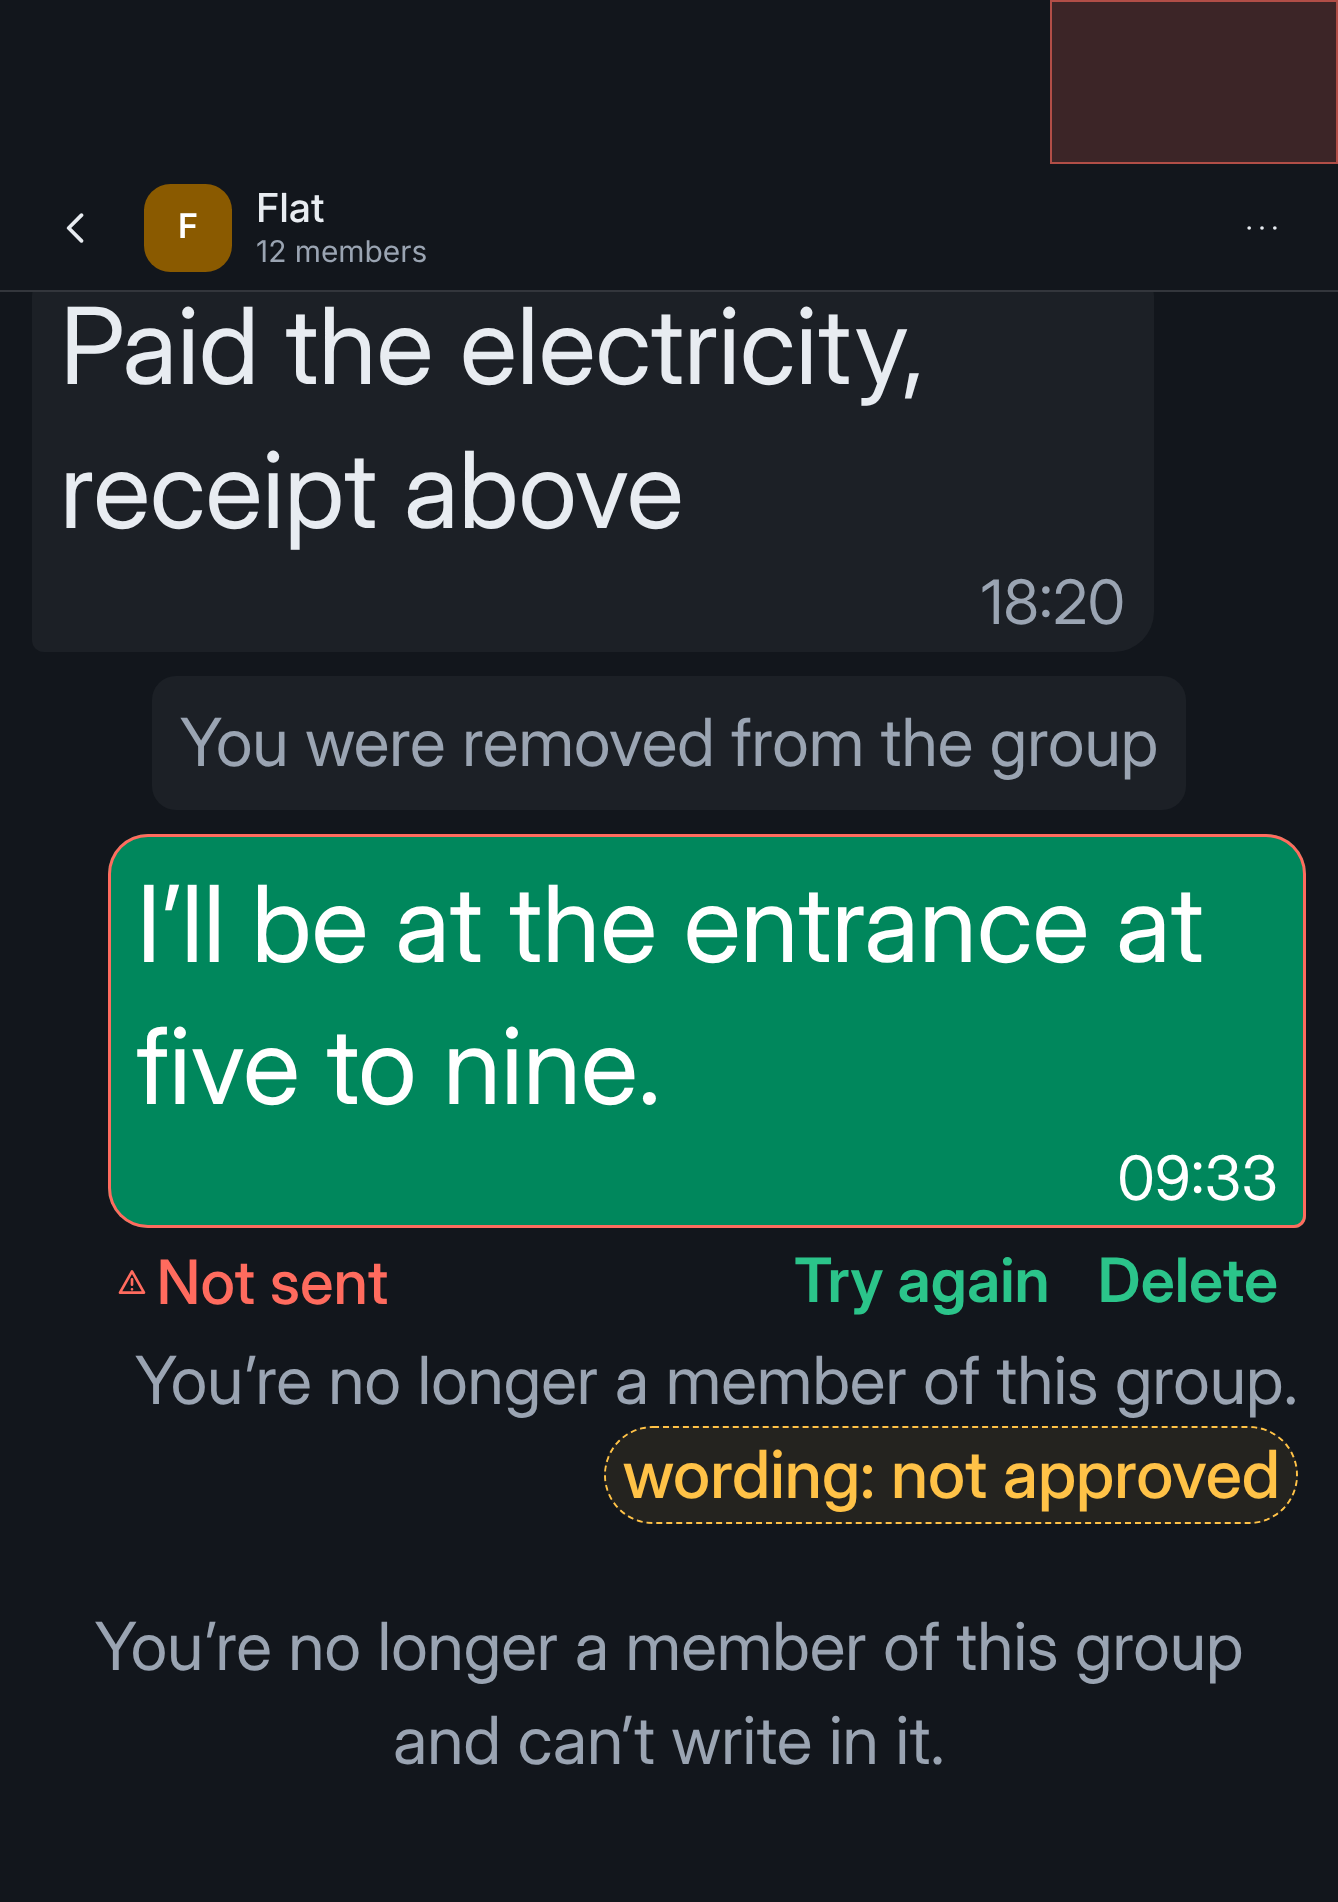 F
Flat
12 members
...
Paid the electricity,
receipt above
18:20
You were removed from the group
I’ll be at the entrance at
five to nine.
09:33
Not sent
Try again
Delete
You’re no longer a member of this group.
wording: not approved
You’re no longer a member of this group
and can’t write in it.